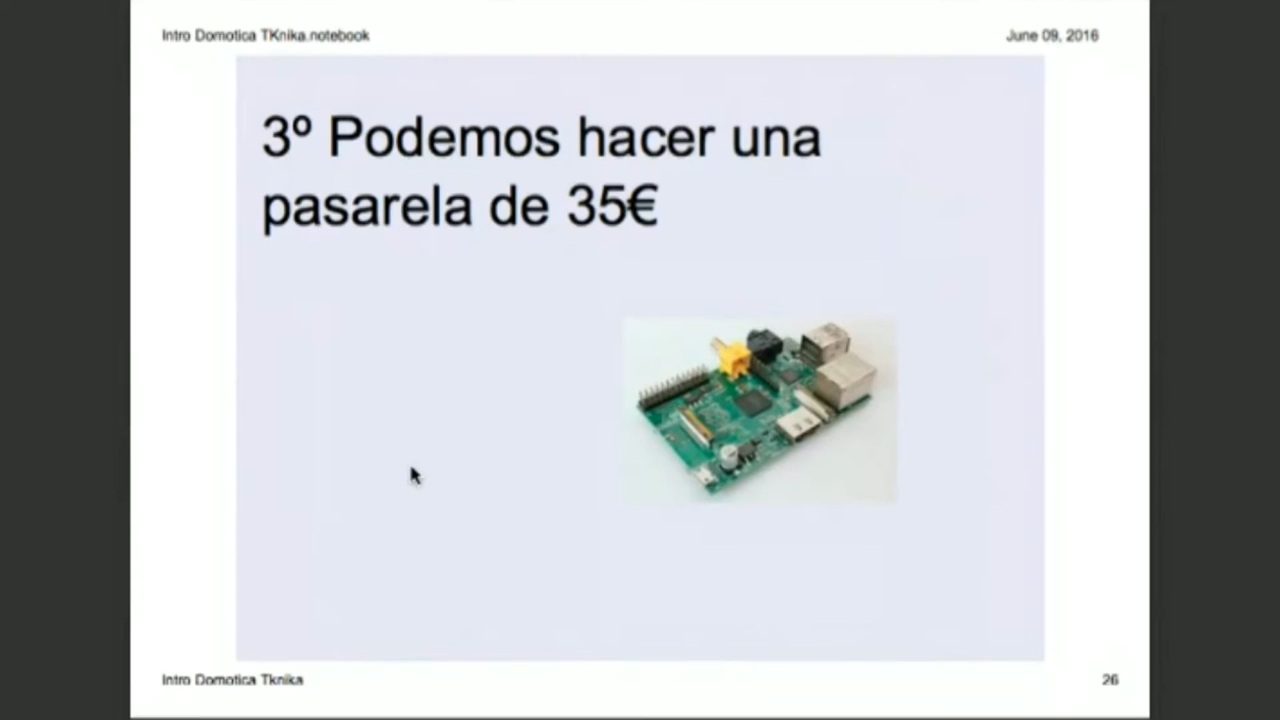 Intro Domotica TKnika.notebook
June 09, 2016
3º Podemos hacer una
pasarela de 35€
Intro Domotica Tknika
26